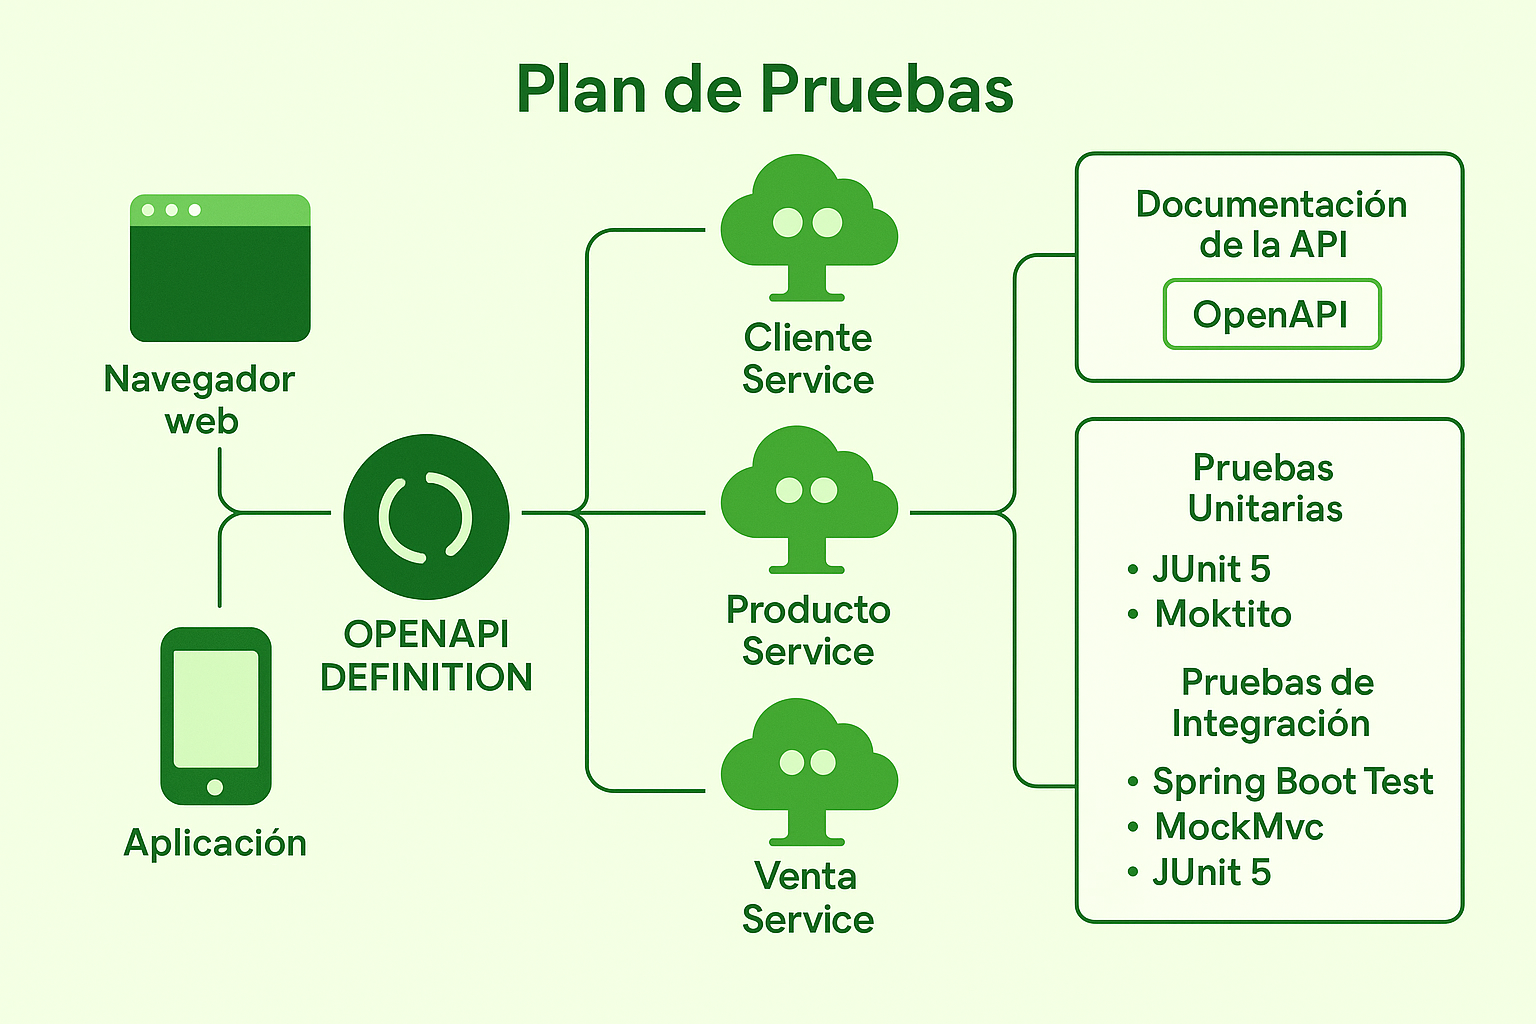 Plan de Pruebas
Navegador
web
Aplicación
OPENAPI
DEFINITION
Cliente
Service
Producto
Service
Venta
Service
Documentación
de la API
OpenAPI
Pruebas
Unitarias
• JUnit 5
• Moktito
Pruebas de
Integración
• Spring Boot Test
• MockMvc
• JUnit 5